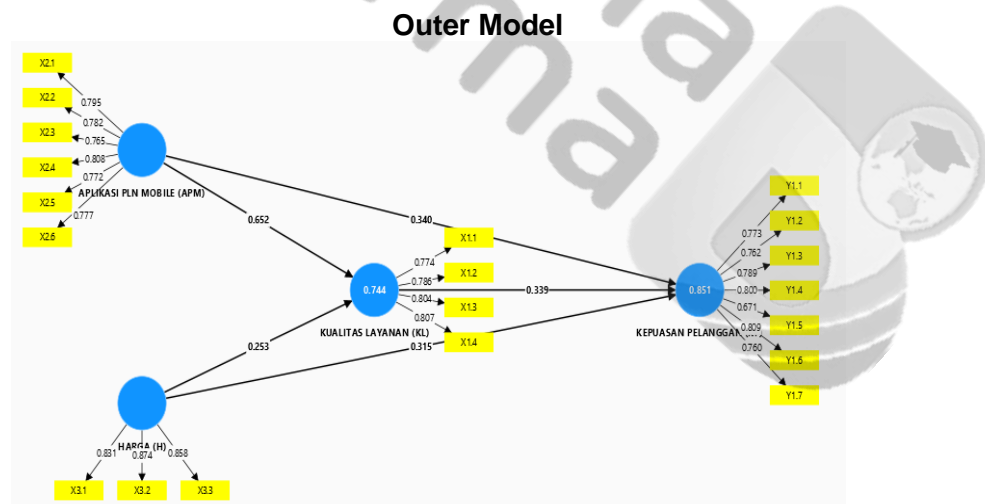 Outer Model
X2.1
X2.2
X2.3
X2.4
X2.5
X2.6
0.795
0.782
0.765
0.808
0.772
0.777
APLIKASI PLN MOBILE (APM)
0.652
0.340
X1.1
X1.2
X1.3
X1.4
0.774
0.786
0.804
0.807
0.744
KUALITAS LAYANAN (KL)
0.339
0.253
0.315
HARGA (H)
0.831
0.874
0.858
X3.1
X3.2
X3.3
0.851
KEPUASAN PELANGGAN
Y1.1
Y1.2
Y1.3
Y1.4
Y1.5
Y1.6
Y1.7
0.773
0.762
0.789
0.800
0.671
0.809
0.760